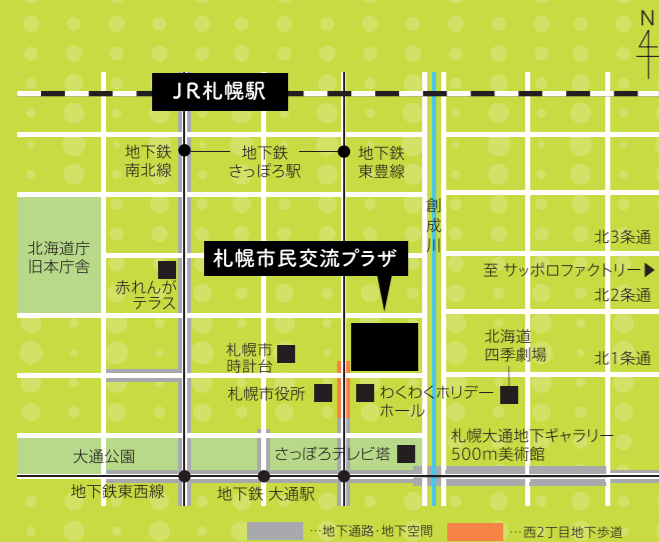 N
JR札幌駅
地下鉄
南北線
地下鉄
さっぽろ駅
地下鉄
東豊線
創成川
北海道庁
旧本庁舎
赤れんが
テラス
札幌市民交流プラザ
北3条通
至 サッポロファクトリー▶
北2条通
札幌市
時計台
北海道
四季劇場
北1条通
札幌市役所
わくわくホリデー
ホール
大通公園
さっぽろテレビ塔
札幌大通地下ギャラリー
500m美術館
地下鉄東西線
地下鉄 大通駅
…地下通路・地下空間
…西2丁目地下歩道